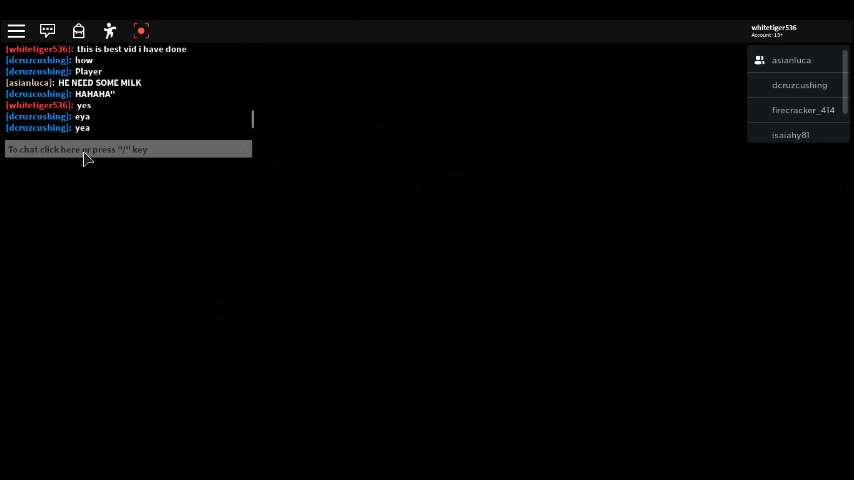 whitetiger536
Account: 13+
[whitetiger536]: this is best vid i have done
[dcruzcushing]: how
[dcruzcushing]: Player
[asianluca]: HE NEED SOME MILK
[dcruzcushing]: HAHAHA"
[whitetiger536]: yes
[dcruzcushing]: eya
[dcruzcushing]: yea
To chat click here or press "/" key
asianluca
dcruzcushing
firecracker_414
isaiahy81